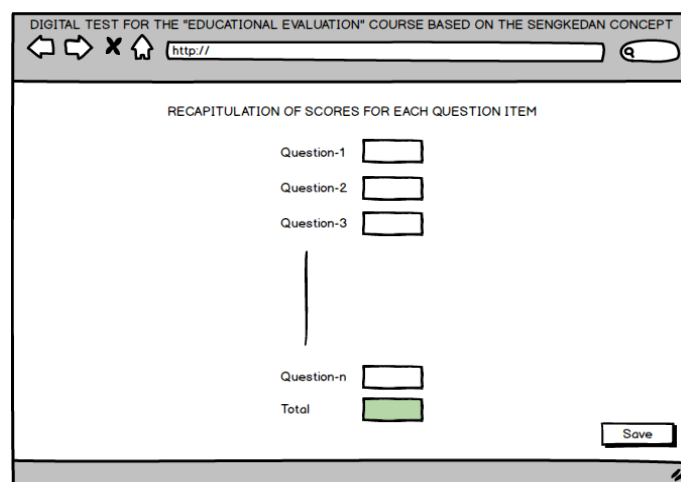 DIGITAL TEST FOR THE "EDUCATIONAL EVALUATION" COURSE BASED ON THE SENGKEDAN CONCEPT
http://
RECAPITULATION OF SCORES FOR EACH QUESTION ITEM
Question-1
Question-2
Question-3
Question-n
Total
Save